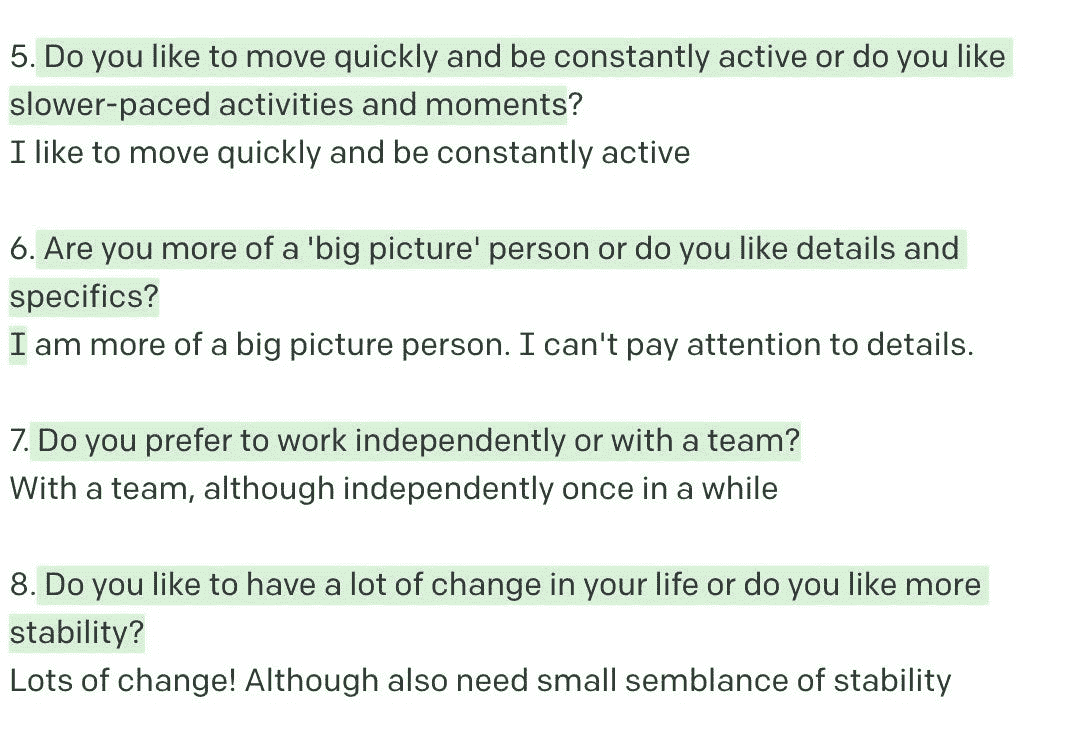 5. Do you like to move quickly and be constantly active or do you like
slower-paced activities and moments?
I like to move quickly and be constantly active
6. Are you more of a 'big picture' person or do you like details and
specifics?
I am more of a big picture person. I can't pay attention to details.
7. Do you prefer to work independently or with a team?
With a team, although independently once in a while
8. Do you like to have a lot of change in your life or do you like more
stability?
Lots of change! Although also need small semblance of stability